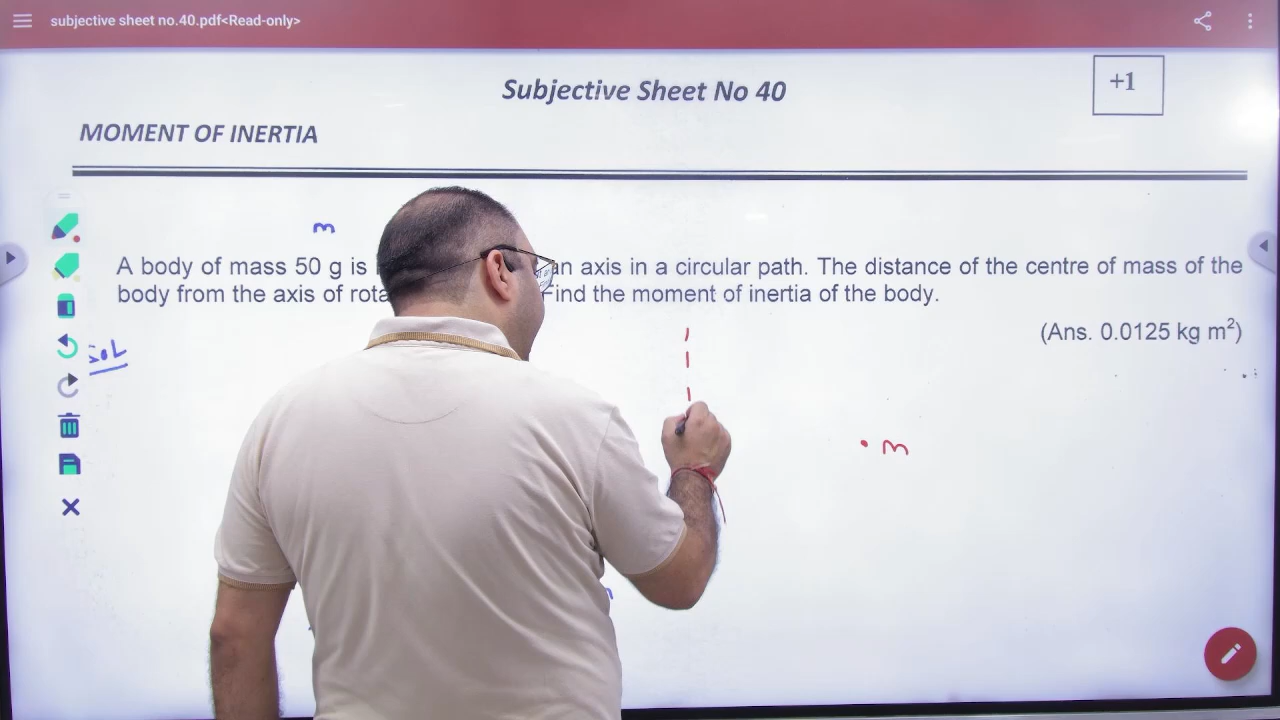 subjective sheet no.40.pdf<Read-only>
Subjective Sheet No 40
+1
MOMENT OF INERTIA
m
A body of mass 50 g is an axis in a circular path. The distance of the centre of mass of the
body from the axis of Find the moment of inertia of the body.
(Ans. 0.0125 kg m²)
Sol
m